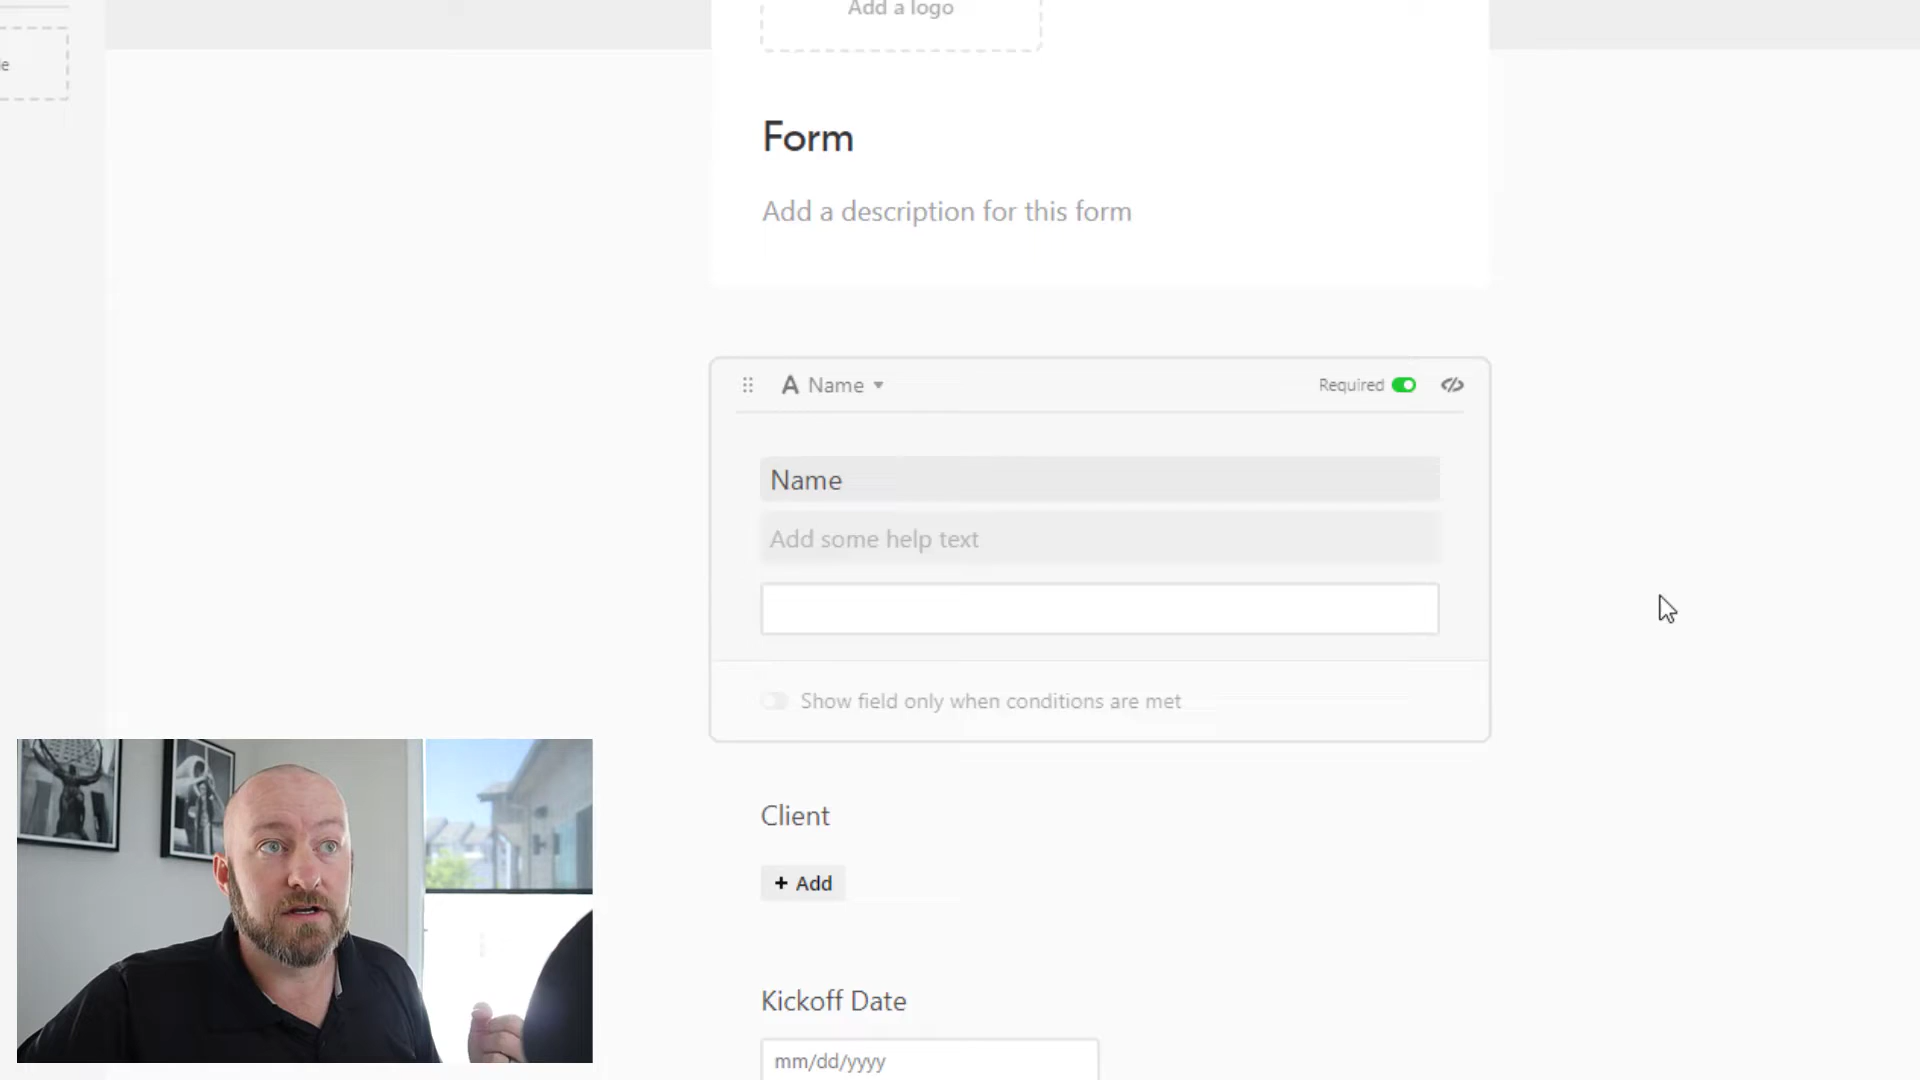 Add a logo
Form
Add a description for this form
Name
Required
Name
Add some help text
Show field only when conditions are met
Client
+ Add
Kickoff Date
mm/dd/yyyy